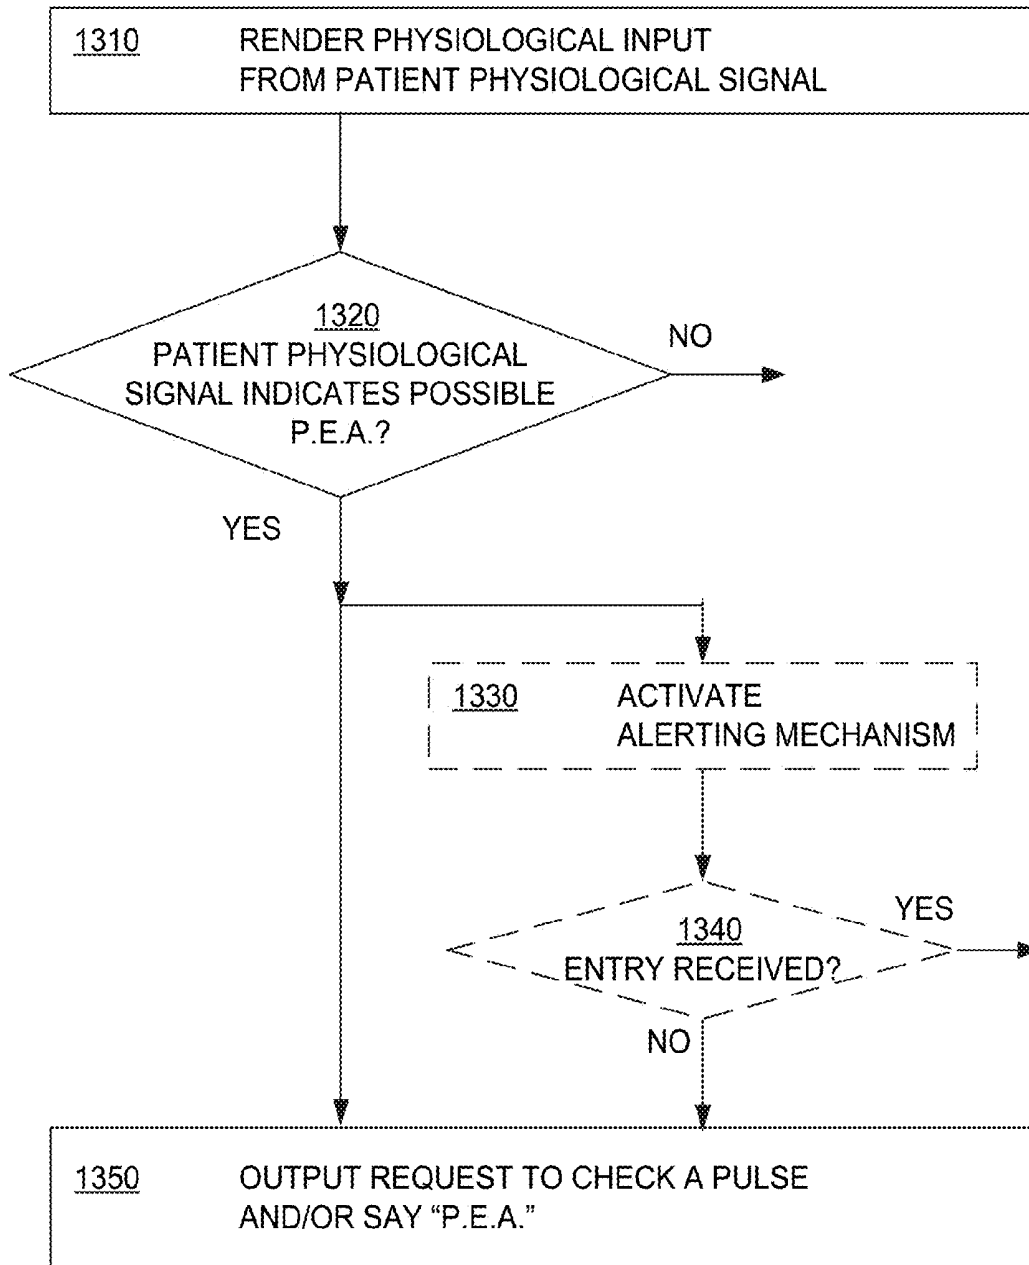 1310 RENDER PHYSIOLOGICAL INPUT
FROM PATIENT PHYSIOLOGICAL SIGNAL
1320
PATIENT PHYSIOLOGICAL
SIGNAL INDICATES POSSIBLE
P.E.A.?
NO
YES
1330 ACTIVATE
ALERTING MECHANISM
1340
ENTRY RECEIVED?
YES
NO
1350 OUTPUT REQUEST TO CHECK A PULSE
AND/OR SAY “P.E.A.”